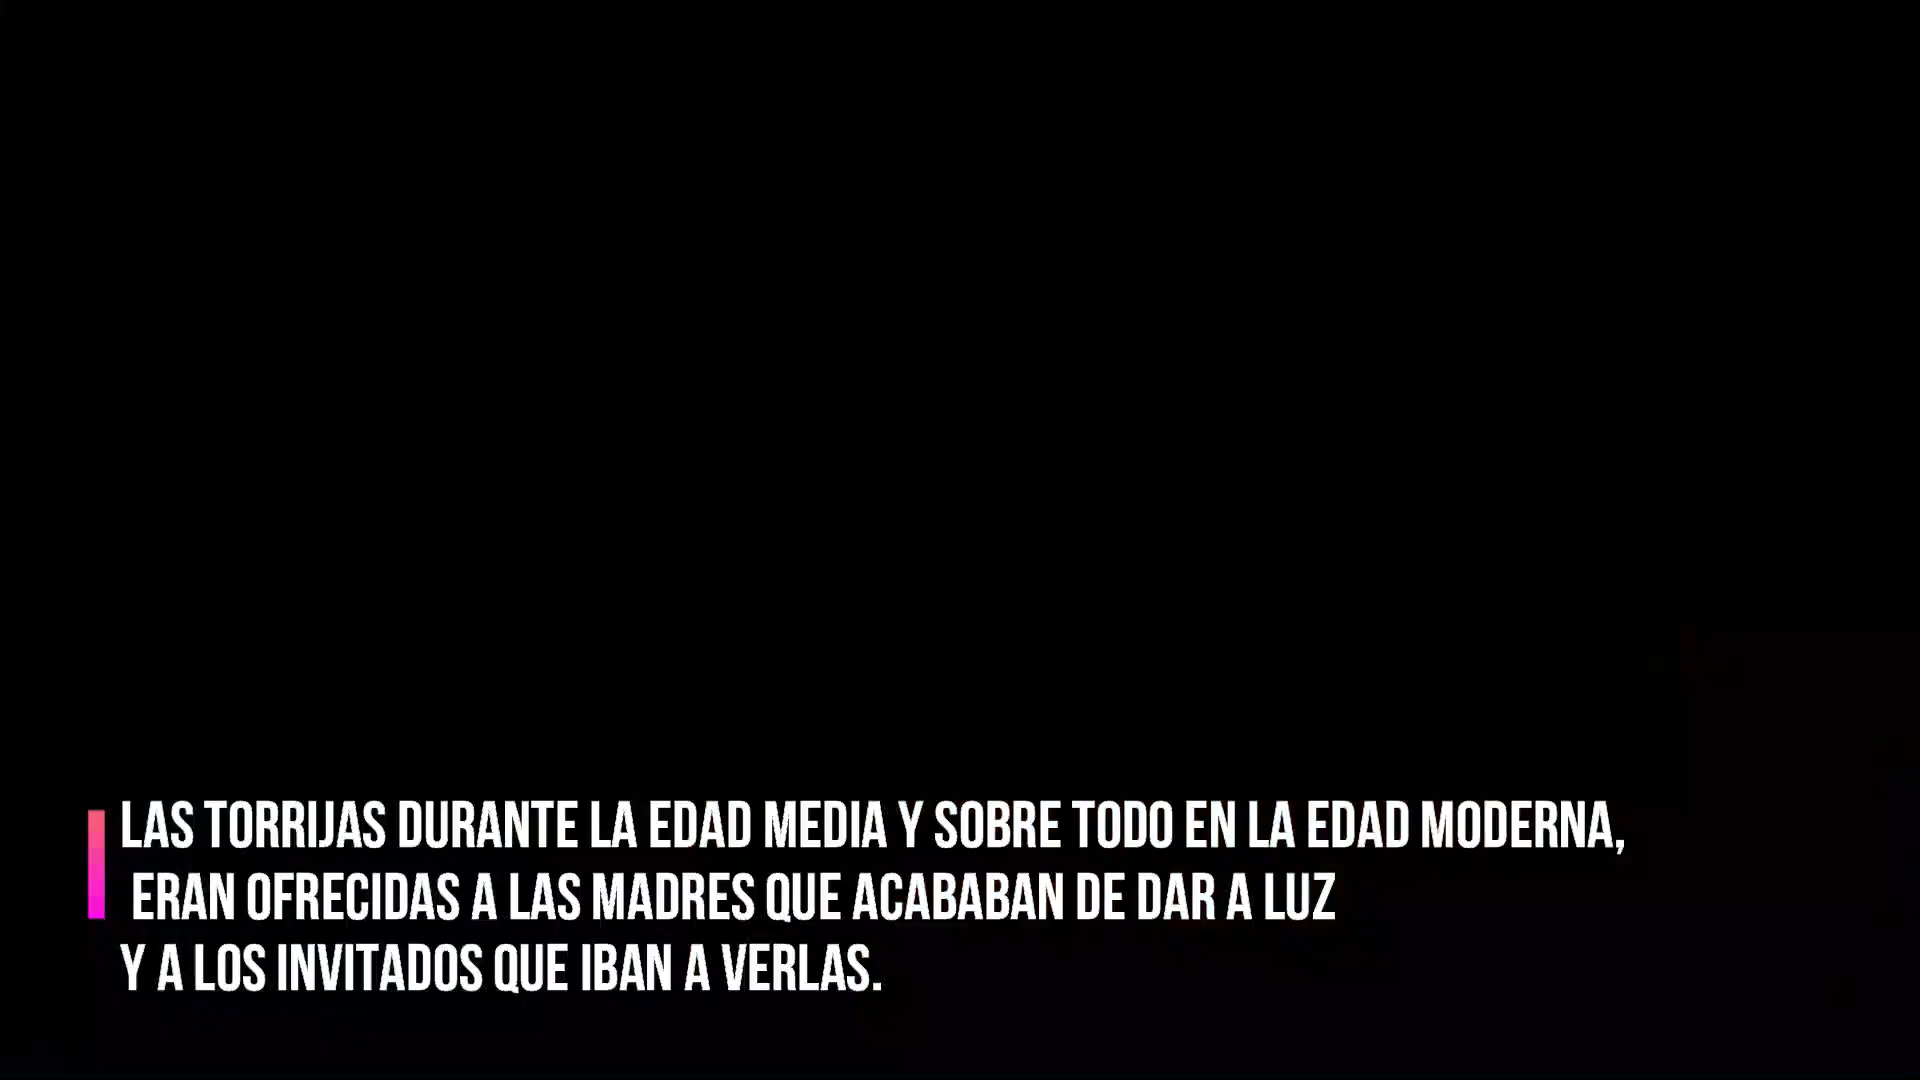 LAS TORRIJAS DURANTE LA EDAD MEDIA Y SOBRE TODO EN LA EDAD MODERNA,
ERAN OFRECIDAS A LAS MADRES QUE ACABABAN DE DAR A LUZ
Y A LOS INVITADOS QUE IBAN A VERLAS.